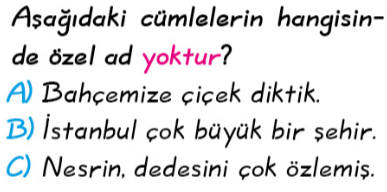 Aşağıdaki cümlelerin hangisin-
de özel ad yoktur?
A) Bahçemize çiçek diktik.
B) İstanbul çok büyük bir şehir.
C) Nesrin, dedesini çok özlemiş.